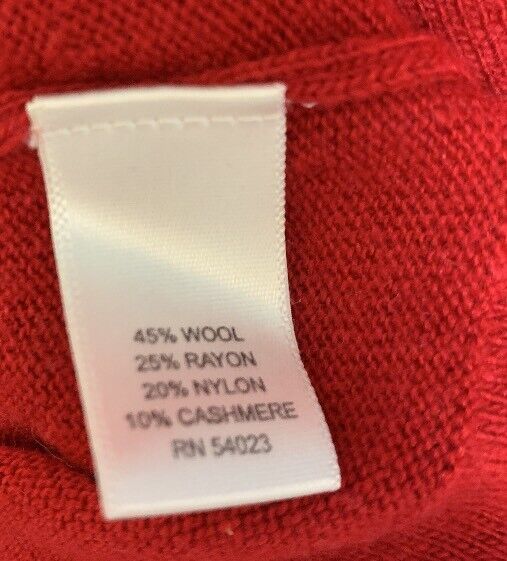 45% WOOL
25% RAYON
20% NYLON
10% CASHMERE
RN 54023